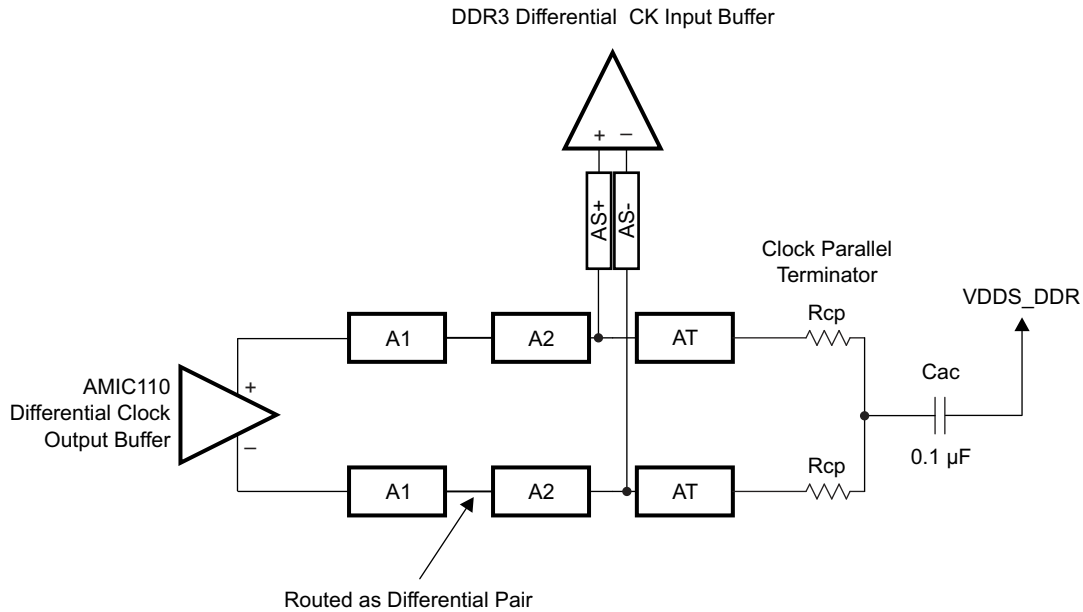 DDR3 Differential CK Input Buffer
+ −
AS+
AS-
Clock Parallel
Terminator
VDDS_DDR
Rcp
A1
A2
AT
Cac
AMIC110
Differential Clock
Output Buffer
+
−
0.1 µF
Rcp
A1
A2
AT
Routed as Differential Pair